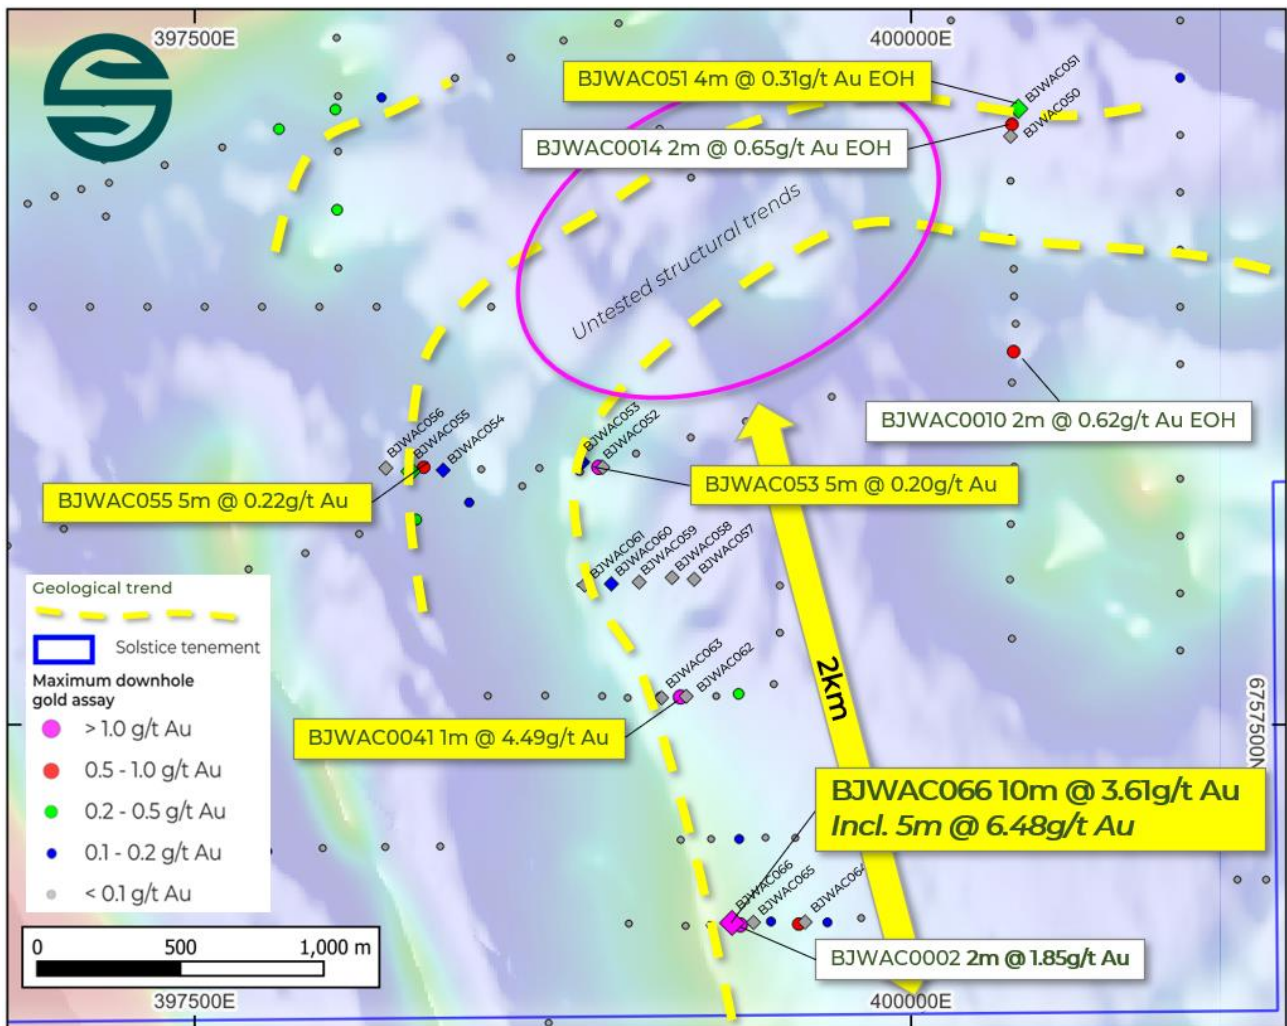 397500E
400000E
BJWAC051 4m @ 0.31g/t Au EOH
BJWAC051
BJWAC050
BJWAC0014 2m @ 0.65g/t Au EOH
Untested structural trends
BJWAC0010 2m @ 0.62g/t Au EOH
BJWAC056
BJWAC055
BJWAC054
BJWAC053
BJWAC052
BJWAC055 5m @ 0.22g/t Au
BJWAC053 5m @ 0.20g/t Au
BJWAC061
BJWAC060
BJWAC059
BJWAC058
BJWAC057
Geological trend
Solstice tenement
Maximum downhole
gold assay
> 1.0 g/t Au
0.5 - 1.0 g/t Au
0.2 - 0.5 g/t Au
0.1 - 0.2 g/t Au
< 0.1 g/t Au
BJWAC063
BJWAC062
2km
6757500N
BJWAC0041 1m @ 4.49g/t Au
BJWAC066 10m @ 3.61g/t Au
Incl. 5m @ 6.48g/t Au
BJWAC066
BJWAC065
BJWAC064
BJWAC0002 2m @ 1.85g/t Au
0 500 1,000 m
397500E
400000E